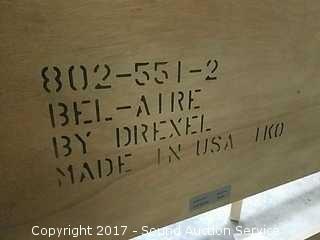 802-551-2
BEL-AIRE
BY DREXEL
MADE IN USA 1KO
Copyright 2017 - Sound Auction Service